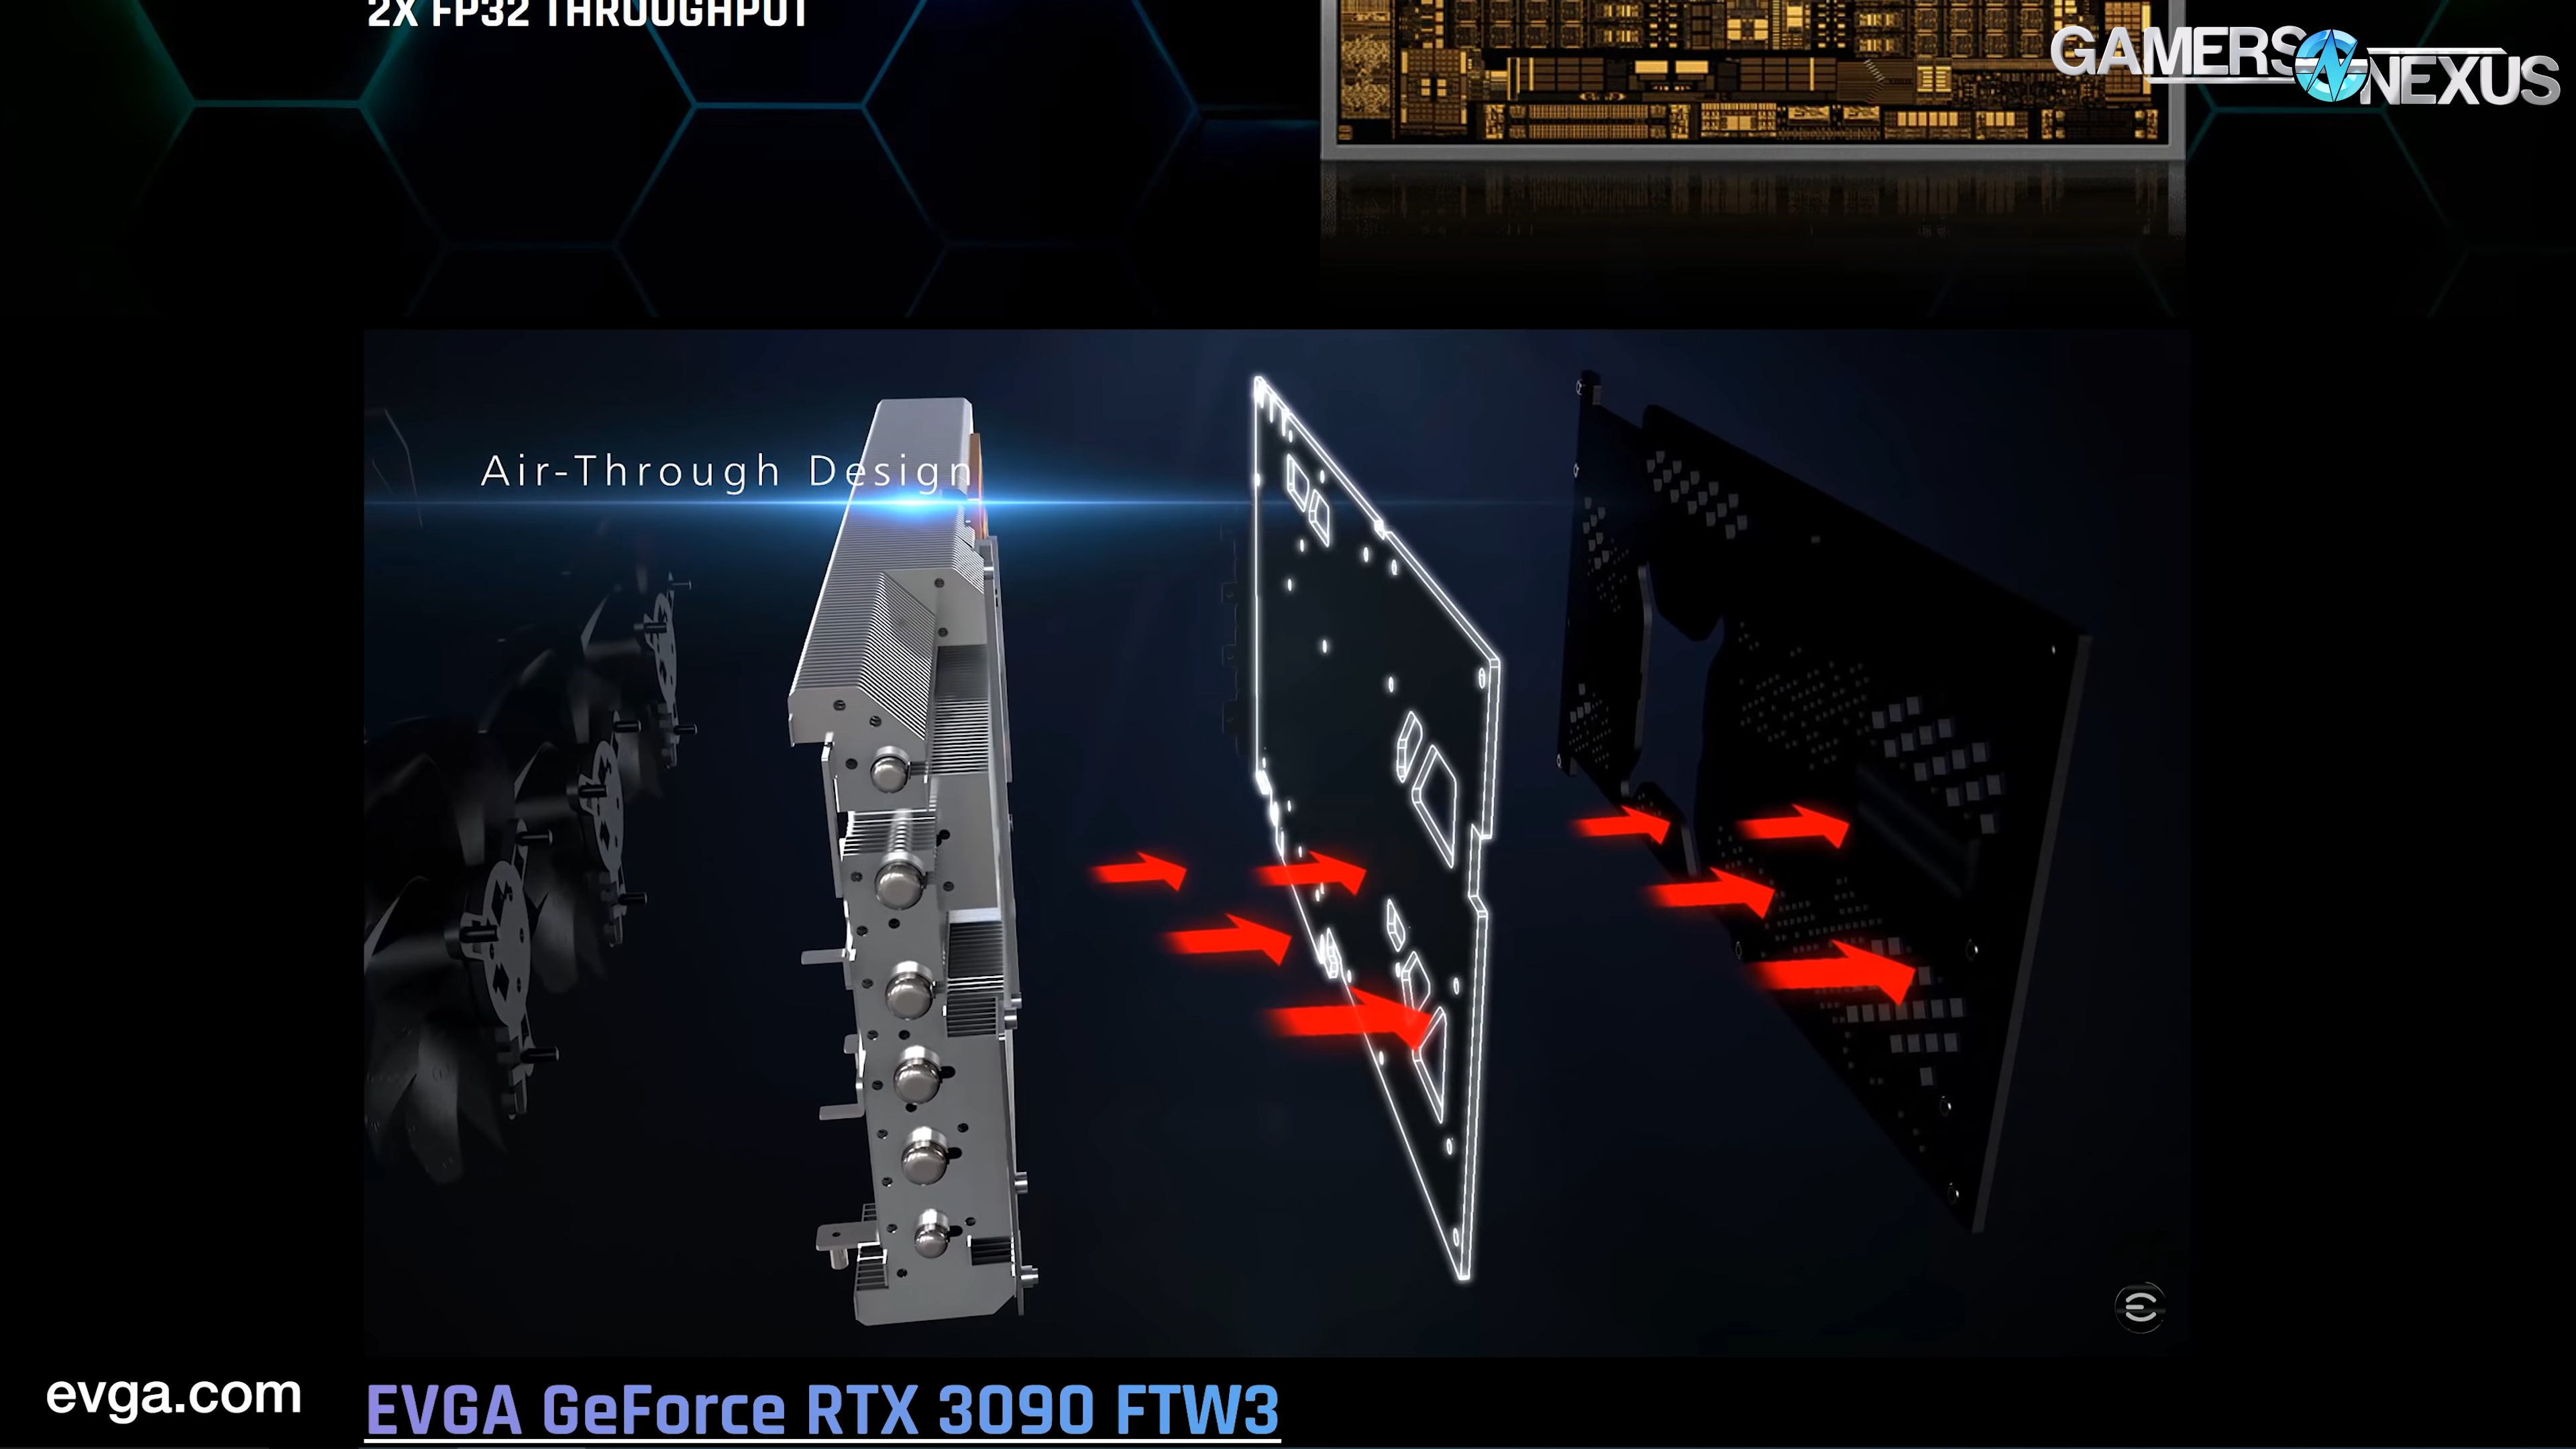 2X FP32 THROUGHPUT
GAMERS NEXUS
Air-Through Design
evga.com
EVGA GeForce RTX 3090 FTW3